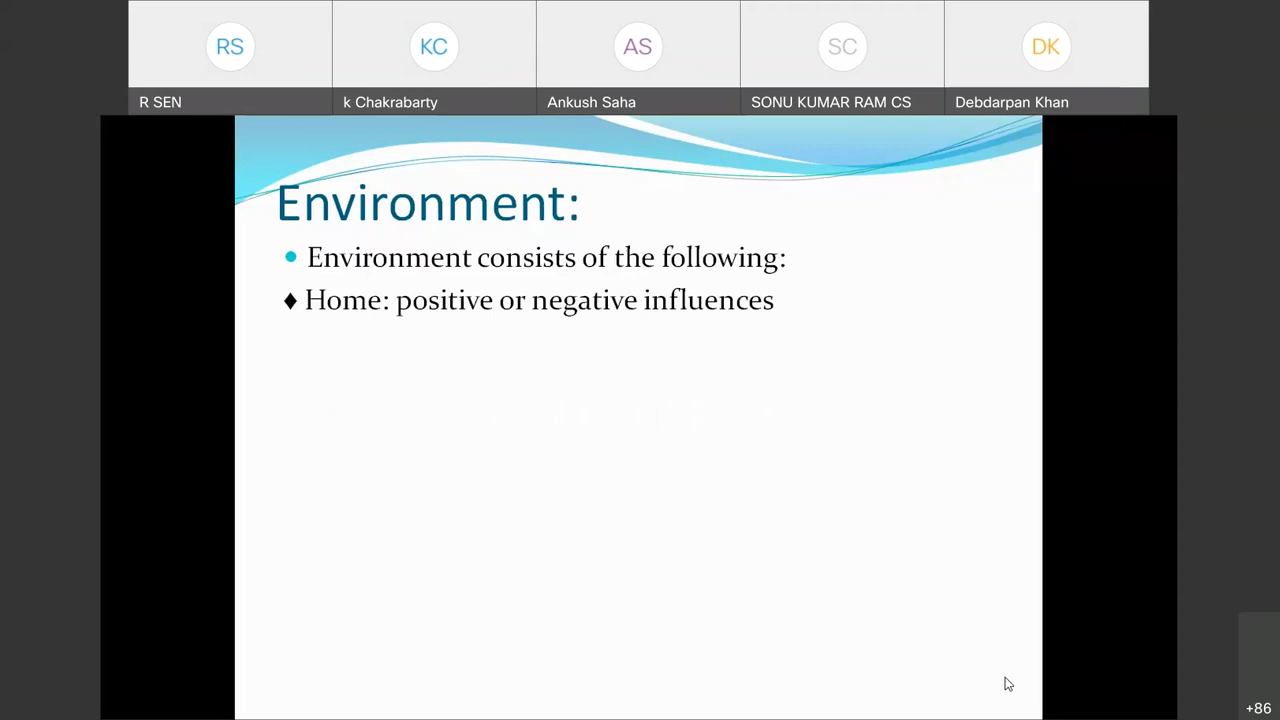 RS
KC
AS
SC
DK
R SEN
k Chakrabarty
Ankush Saha
SONU KUMAR RAM CS
Debdarpan Khan
Environment:
Environment consists of the following:
♦ Home: positive or negative influences
+86